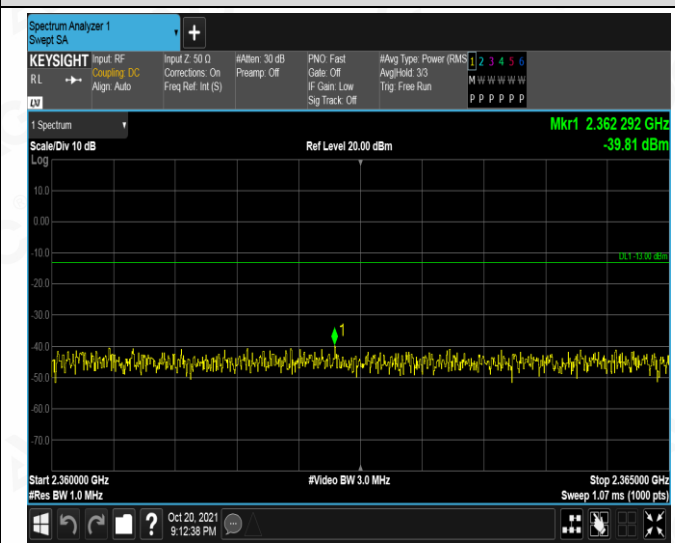 Spectrum Analyzer 1
Swept SA
KEYSIGHT
RL
LXI
Input: RF
Coupling: DC
Align: Auto
Input Z: 50 Ω
Corrections: On
Freq Ref: Int (S)
#Atten: 30 dB
Preamp: Off
PNO: Fast
Gate: Off
IF Gain: Low
Sig Track: Off
#Avg Type: Power (RMS
Avg|Hold: 3/3
Trig: Free Run
1 2 3 4 5 6
M W W W W W
P P P P P P
1 Spectrum
Mkr1 2.362 292 GHz
Scale/Div 10 dB
Ref Level 20.00 dBm
-39.81 dBm
Log
10.0
0.00
-10.0
DL1 -13.00 dBm
-20.0
-30.0
1
-40.0
-50.0
-60.0
-70.0
Start 2.360000 GHz
#Video BW 3.0 MHz
Stop 2.365000 GHz
#Res BW 1.0 MHz
Sweep 1.07 ms (1000 pts)
?
Oct 20, 2021
9:12:38 PM